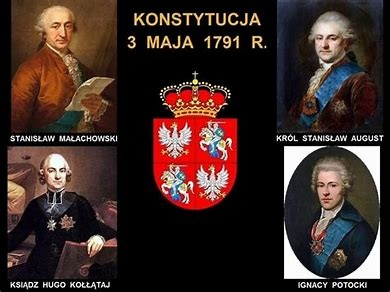 KONSTYTUCJA
3 MAJA 1791 R.
STANISŁAW MAŁACHOWSKI
KRÓL STANISŁAW AUGUST
KSIĄDZ HUGO KOŁŁĄTAJ
IGNACY POTOCKI